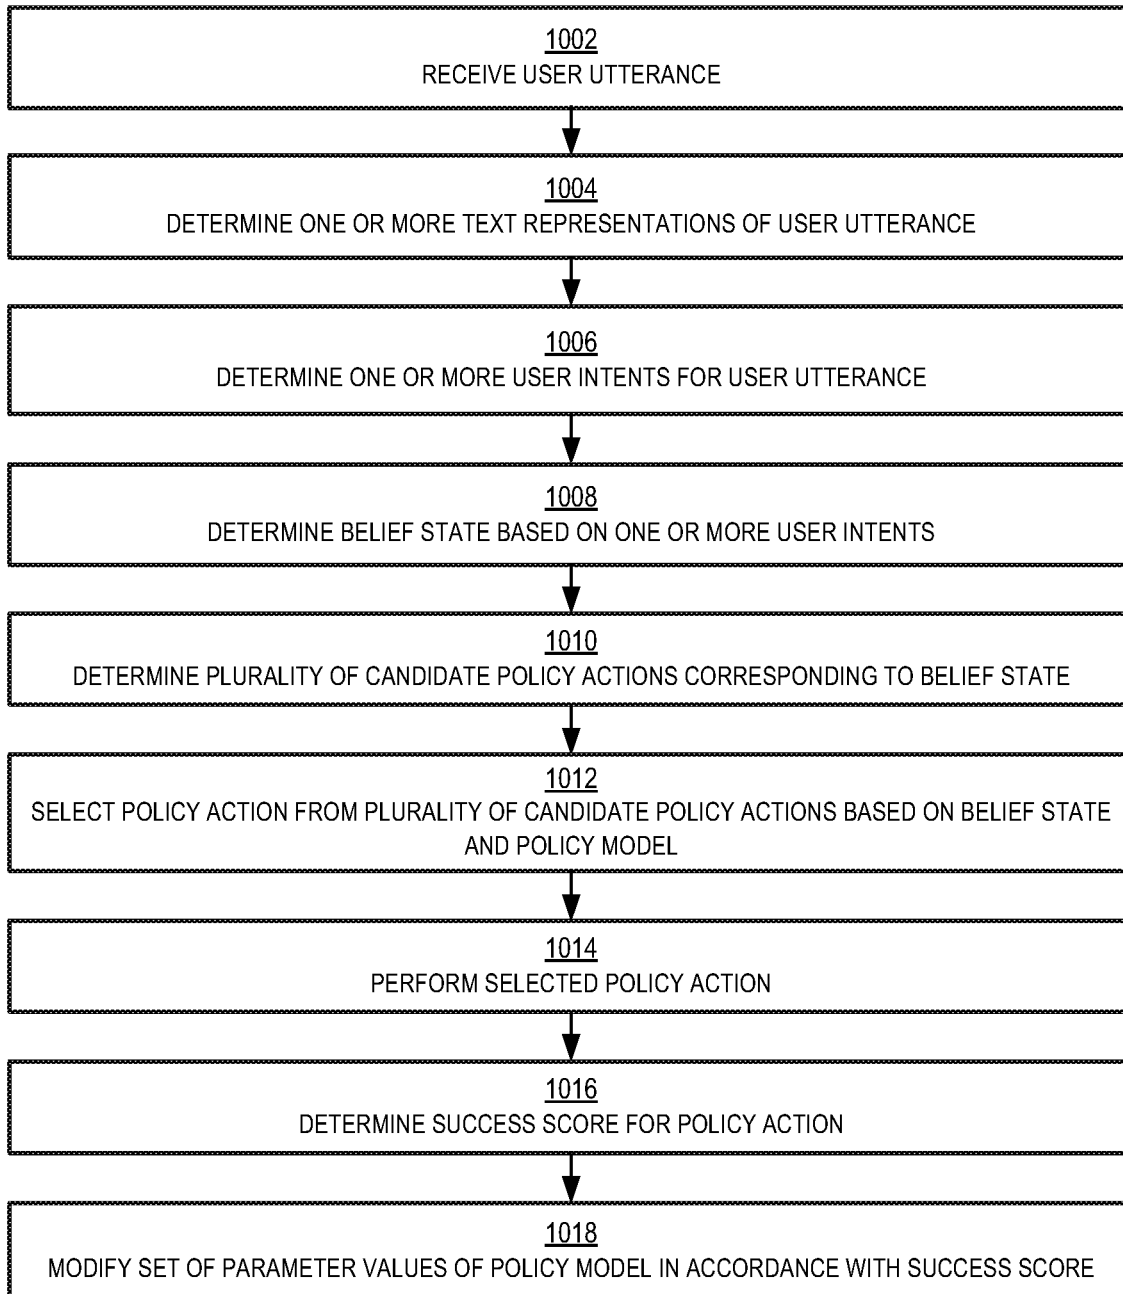 1002
RECEIVE USER UTTERANCE
1004
DETERMINE ONE OR MORE TEXT REPRESENTATIONS OF USER UTTERANCE
1006
DETERMINE ONE OR MORE USER INTENTS FOR USER UTTERANCE
1008
DETERMINE BELIEF STATE BASED ON ONE OR MORE USER INTENTS
1010
DETERMINE PLURALITY OF CANDIDATE POLICY ACTIONS CORRESPONDING TO BELIEF STATE
1012
SELECT POLICY ACTION FROM PLURALITY OF CANDIDATE POLICY ACTIONS BASED ON BELIEF STATE
AND POLICY MODEL
1014
PERFORM SELECTED POLICY ACTION
1016
DETERMINE SUCCESS SCORE FOR POLICY ACTION
1018
MODIFY SET OF PARAMETER VALUES OF POLICY MODEL IN ACCORDANCE WITH SUCCESS SCORE